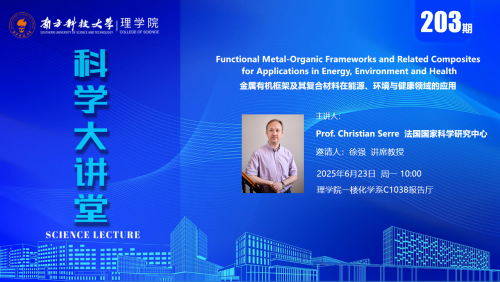 南方科技大学 理学院
SOUTHERN UNIVERSITY OF SCIENCE AND TECHNOLOGY COLLEGE OF SCIENCE
203期
科学大讲堂
SCIENCE LECTURE
Functional Metal-Organic Frameworks and Related Composites
for Applications in Energy, Environment and Health
金属有机框架及其复合材料在能源、环境与健康领域的应用
主讲人:
Prof. Christian Serre 法国国家科学研究中心
邀请人：徐强 讲席教授
2025年6月23日 周一 10:00
理学院一楼化学系C1038报告厅